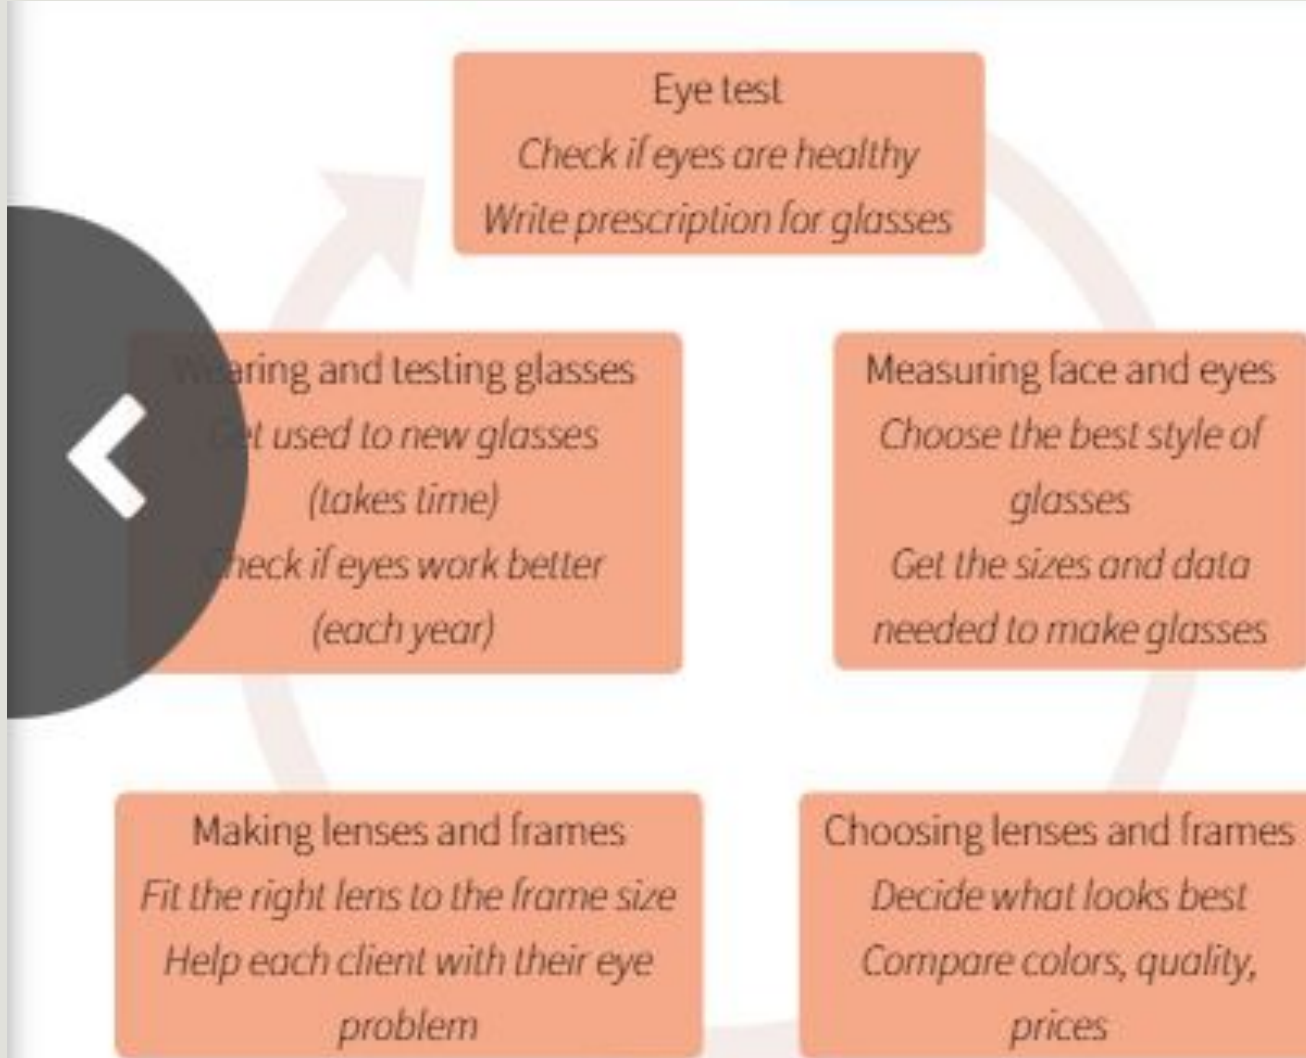 Eye test
Check if eyes are healthy
Write prescription for glasses
Wearing and testing glasses
Get used to new glasses
(takes time)
Check if eyes work better
(each year)
Measuring face and eyes
Choose the best style of
glasses
Get the sizes and data
needed to make glasses
Making lenses and frames
Fit the right lens to the frame size
Help each client with their eye
problem
Choosing lenses and frames
Decide what looks best
Compare colors, quality,
prices